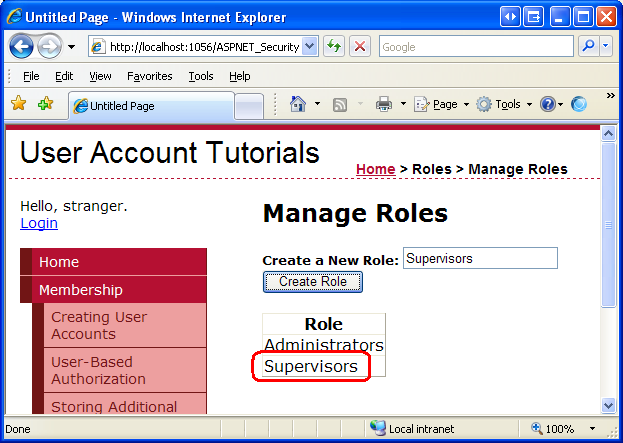 Untitled Page - Windows Internet Explorer
http://localhost:1056/ASPNET_Security
Google
File Edit View Favorites Tools Help
Untitled Page
Page Tools
User Account Tutorials
Home > Roles > Manage Roles
Hello, stranger.
Login
Manage Roles
Create a New Role: Supervisors
Create Role
Home
Membership
Creating User
Accounts
User-Based
Authorization
Storing Additional
Role
Administrators
Supervisors
Done Local intranet 100%